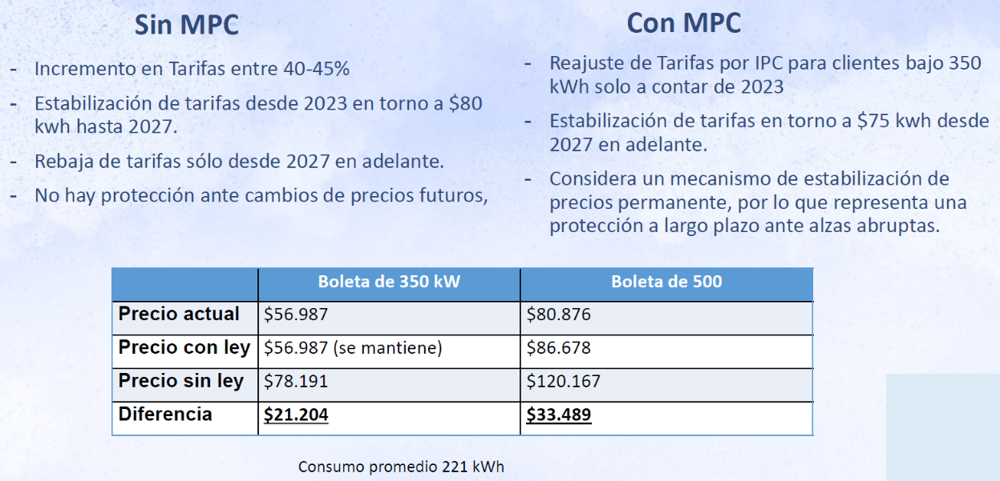 Sin MPC
- Incremento en Tarifas entre 40-45%
- Estabilización de tarifas desde 2023 en torno a $80
kwh hasta 2027.
- Rebaja de tarifas sólo desde 2027 en adelante.
- No hay protección ante cambios de precios futuros,
Con MPC
- Reajuste de Tarifas por IPC para clientes bajo 350
kWh solo a contar de 2023
- Estabilización de tarifas en torno a $75 kwh desde
2027 en adelante.
- Considera un mecanismo de estabilización de
precios permanente, por lo que representa una
protección a largo plazo ante alzas abruptas.
Boleta de 350 kW Boleta de 500
Precio actual $56.987 $80.876
Precio con ley $56.987 (se mantiene) $86.678
Precio sin ley $78.191 $120.167
Diferencia $21.204 $33.489
Consumo promedio 221 kWh